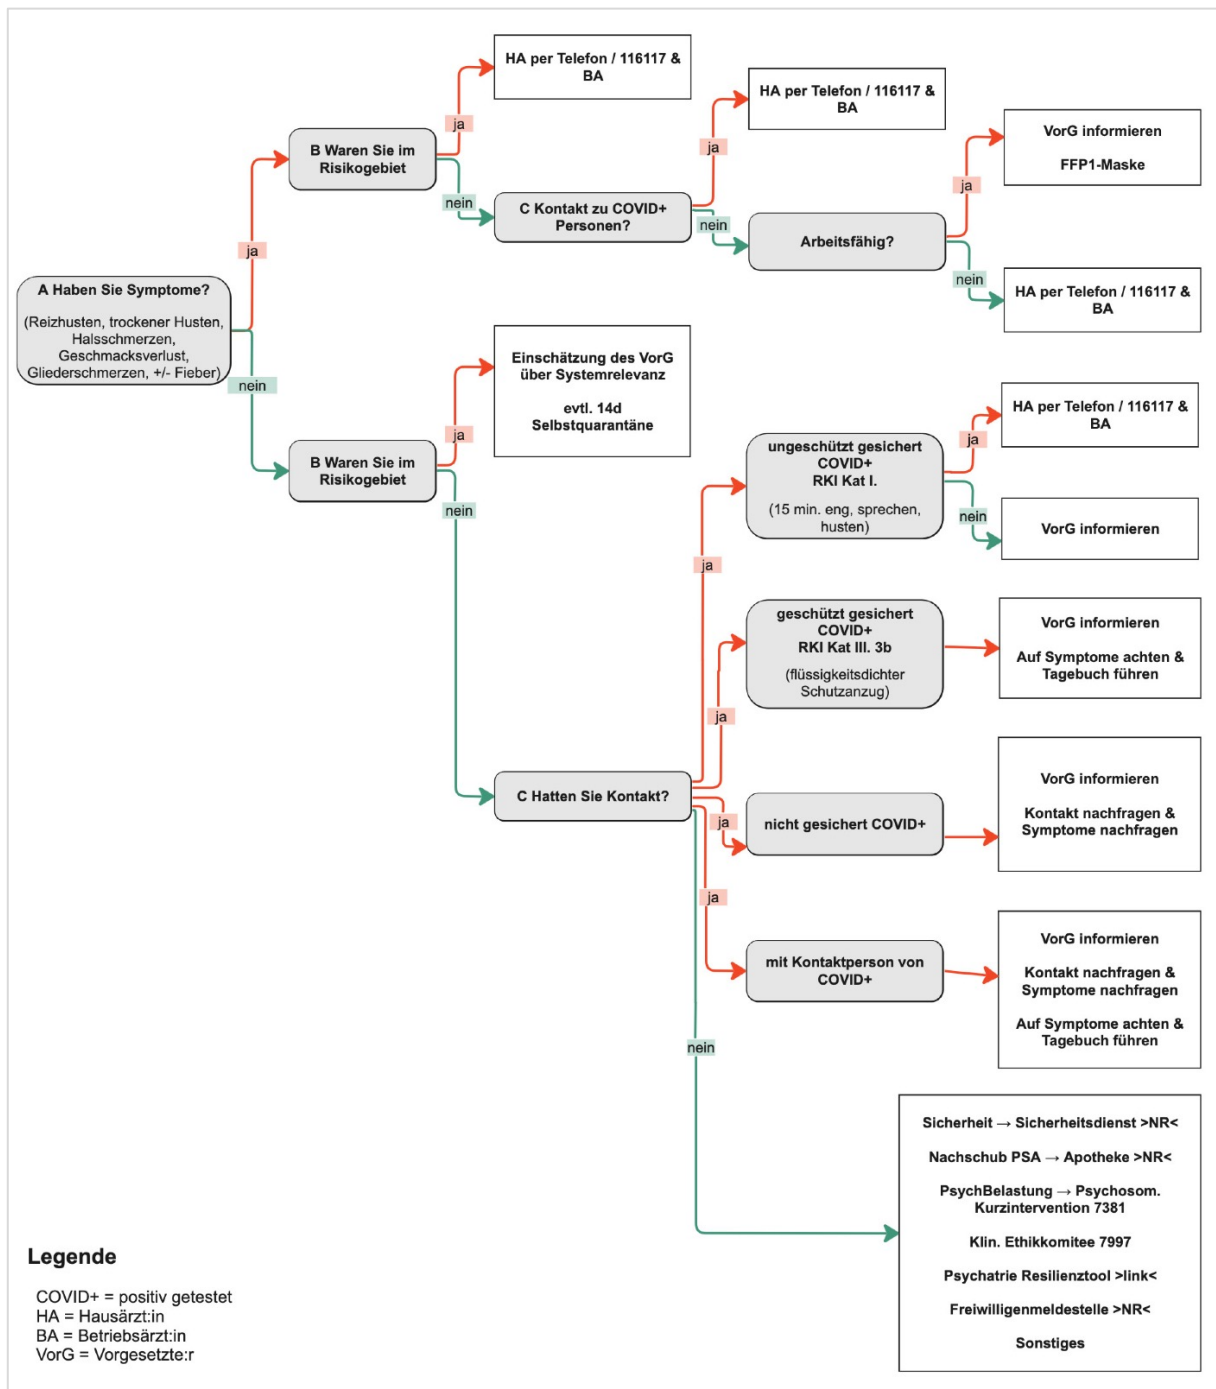 HA per Telefon / 116117 &
BA
HA per Telefon / 116117 &
BA
VorG informieren
FFP1-Maske
ja
ja
ja
B Waren Sie im
Risikogebiet
nein
C Kontakt zu COVID+
Personen?
nein
Arbeitsfähig?
nein
HA per Telefon / 116117 &
BA
ja
A Haben Sie Symptome?
(Reizhusten, trockener Husten,
Halsschmerzen,
Geschmacksverlust,
Gliederschmerzen, +/- Fieber)
nein
Einschätzung des VorG
über Systemrelevanz
evtl. 14d
Selbstquarantäne
ja
B Waren Sie im
Risikogebiet
nein
HA per Telefon / 116117 &
BA
ja
ungeschützt gesichert
COVID+
RKI Kat I.
(15 min. eng, sprechen,
husten)
nein
VorG informieren
ja
geschützt gesichert
COVID+
RKI Kat III. 3b
(flüssigkeitsdichter
Schutzanzug)
VorG informieren
Auf Symptome achten &
Tagebuch führen
ja
C Hatten Sie Kontakt?
ja
nicht gesichert COVID+
VorG informieren
Kontakt nachfragen &
Symptome nachfragen
ja
mit Kontaktperson von
COVID+
VorG informieren
Kontakt nachfragen &
Symptome nachfragen
Auf Symptome achten &
Tagebuch führen
nein
Sicherheit → Sicherheitsdienst >NR<
Nachschub PSA → Apotheke >NR<
PsychBelastung → Psychosom.
Kurzintervention 7381
Klin. Ethikkomitee 7997
Psychatrie Resilienztool >link<
Freiwilligenmeldestelle >NR<
Sonstiges
Legende
COVID+ = positiv getestet
HA = Hausärzt:in
BA = Betriebsärzt:in
VorG = Vorgesetzte:r